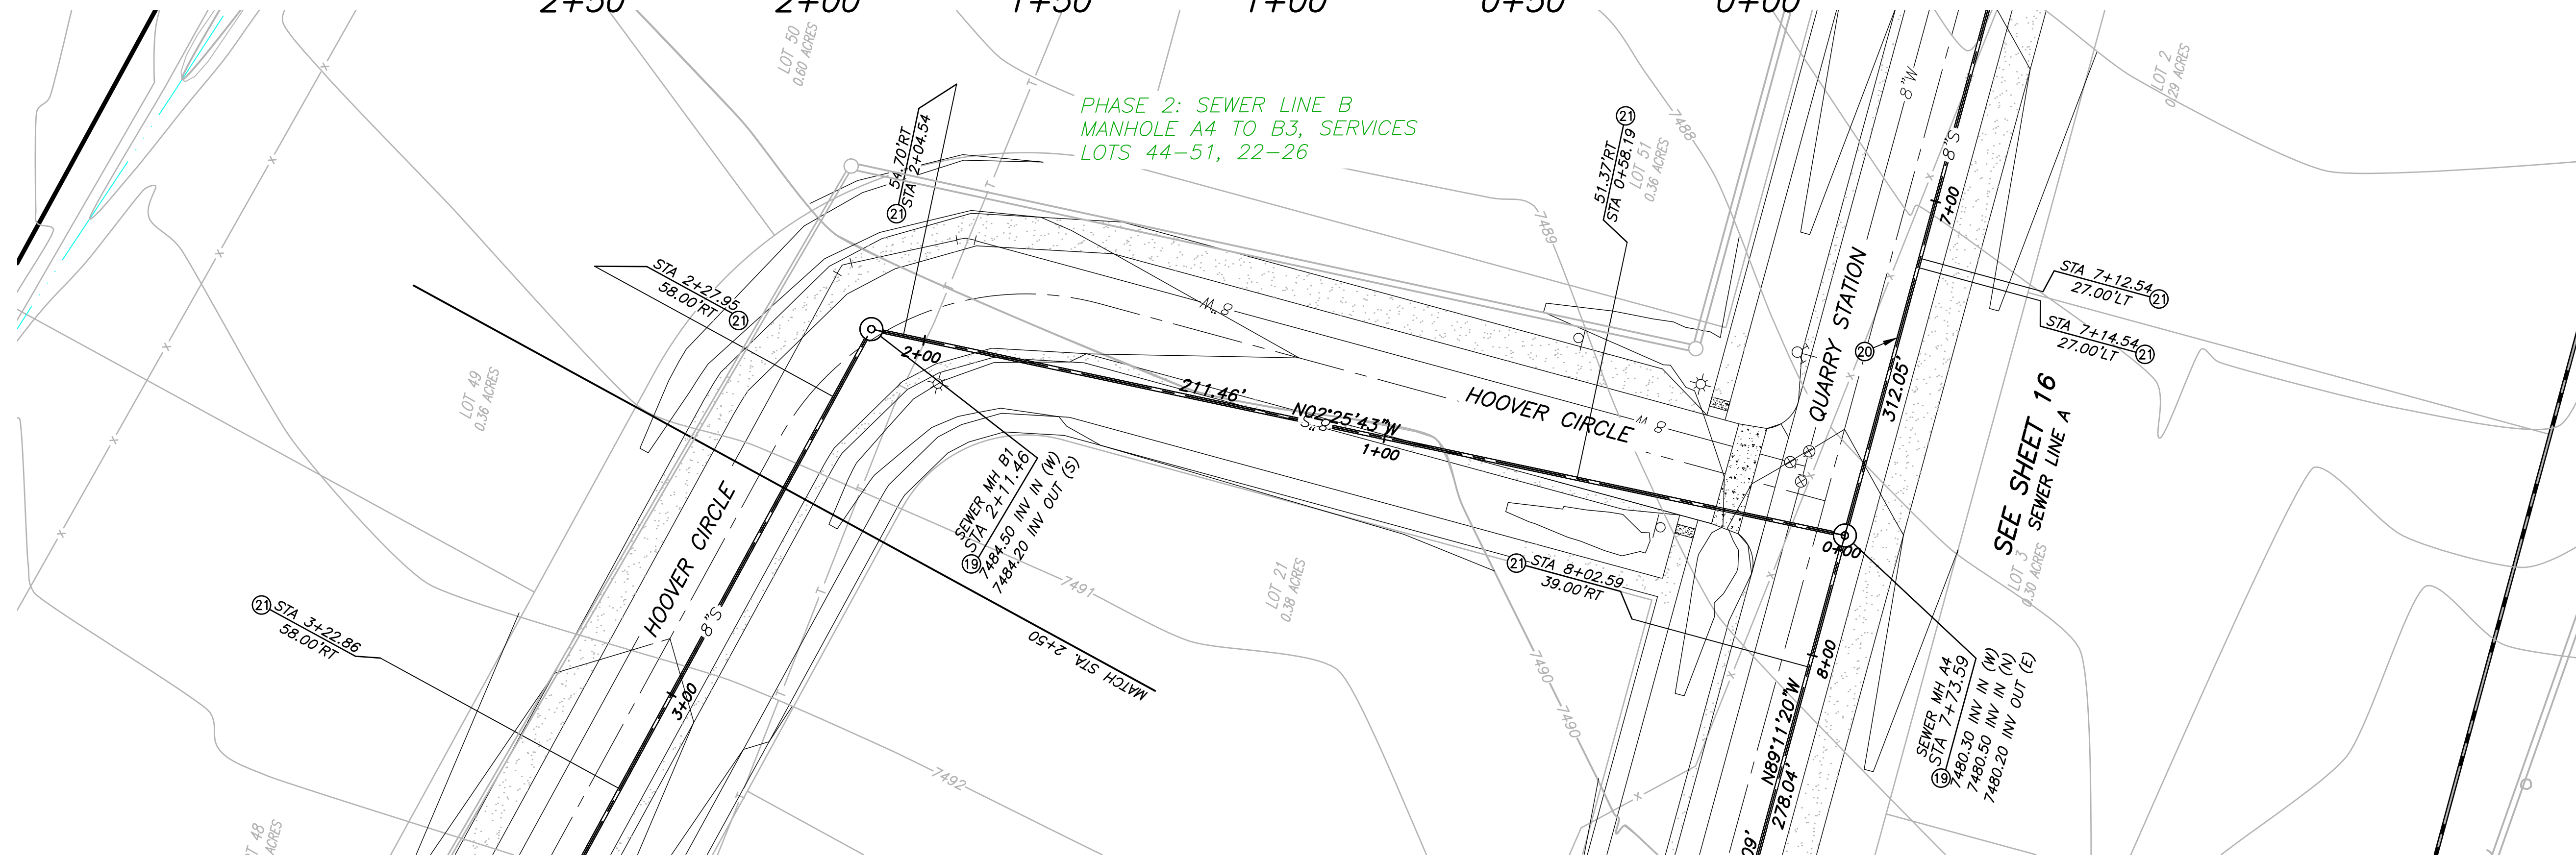 2+50
2+00
1+50
1+00
0+50
0+00
LOT 50
0.60 ACRES
PHASE 2: SEWER LINE B
MANHOLE A4 TO B3, SERVICES
LOTS 44-51, 22-26
54.70'RT
STA 2+04.54
21
21
51.37'RT
STA 0+58.19
LOT 51
0.36 ACRES
7488
8"W
LOT 2
0.29 ACRES
8"S
7+00
7489
STA 2+27.95
58.00'RT
21
2+00
8"W
211.46'
N02°25'43"W
8"S
1+00
HOOVER CIRCLE
8"W
QUARRY STATION
20
312.05'
STA 7+12.54
27.00'LT
21
STA 7+14.54
27.00'LT
21
SEE SHEET 16
SEWER LINE A
LOT 49
0.36 ACRES
SEWER MH B1
STA 2+11.46
19
7484.50 INV IN (W)
7484.20 INV OUT (S)
HOOVER CIRCLE
8"S
3+00
MATCH STA. 2+50
7491
LOT 21
0.38 ACRES
7490
7490
21
STA 8+02.59
39.00'RT
0+00
LOT 3
0.30 ACRES
8+00
N89°11'20"W
278.04'
09'
SEWER MH A4
STA 7+73.59
19
7480.30 INV IN (W)
7480.50 INV IN (N)
7480.20 INV OUT (E)
21
STA 3+22.86
58.00'RT
7492
T 48
ACRES
X
X
X
X
X
X
X
X
X
X
X
T
T
T
T
T
T